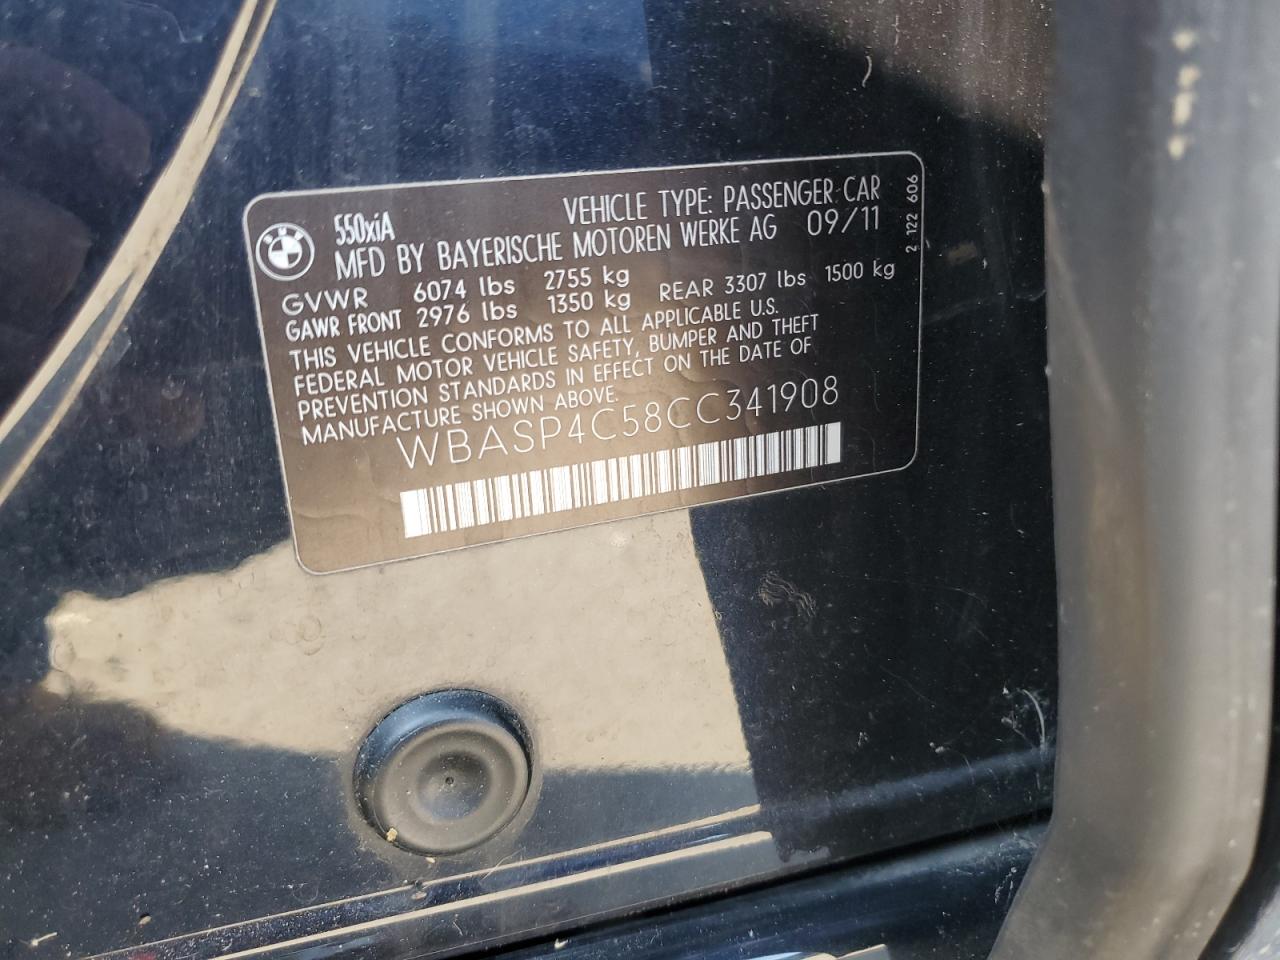 550xiA
VEHICLE TYPE: PASSENGER CAR
MFD BY BAYERISCHE MOTOREN WERKE AG 09/11
GVWR 6074 lbs 2755 kg
GAWR FRONT 2976 lbs 1350 kg REAR 3307 lbs 1500 kg
THIS VEHICLE CONFORMS TO ALL APPLICABLE U.S.
FEDERAL MOTOR VEHICLE SAFETY, BUMPER AND THEFT
PREVENTION STANDARDS IN EFFECT ON THE DATE OF
MANUFACTURE SHOWN ABOVE.
WBASP4C58CC341908
2 122 606